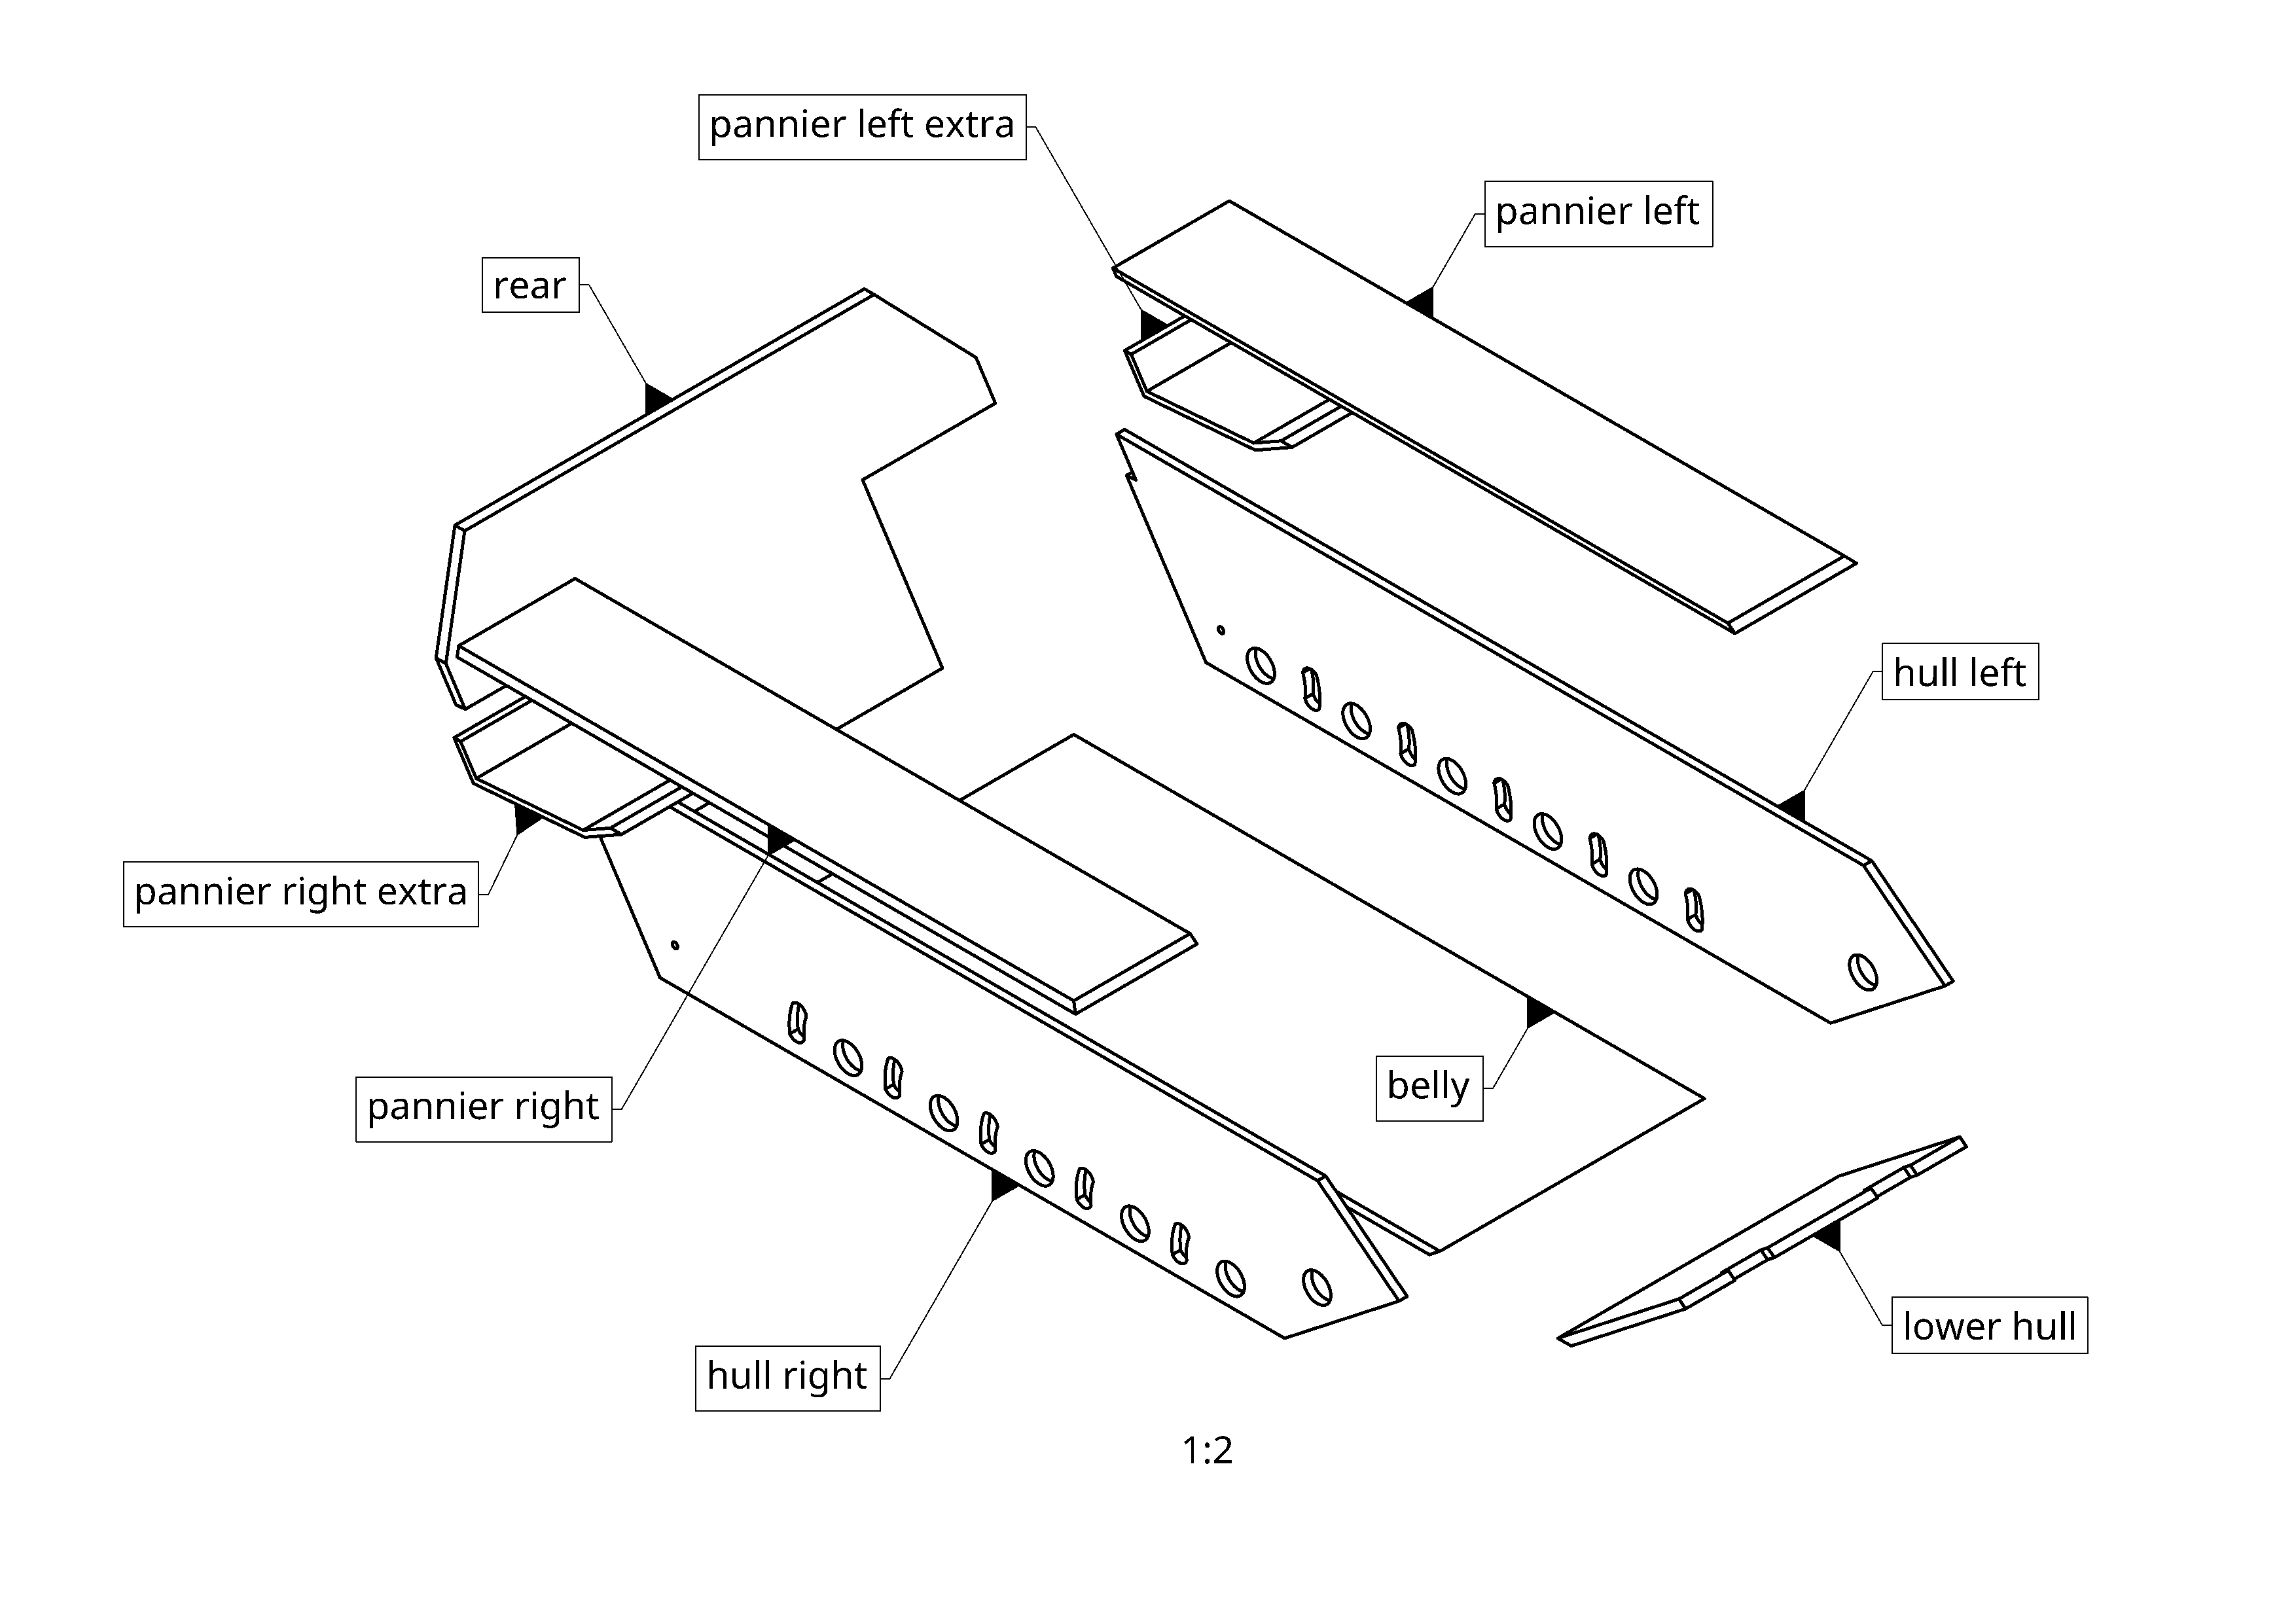 pannier left extra
pannier left
rear
hull left
pannier right extra
belly
pannier right
lower hull
hull right
1:2